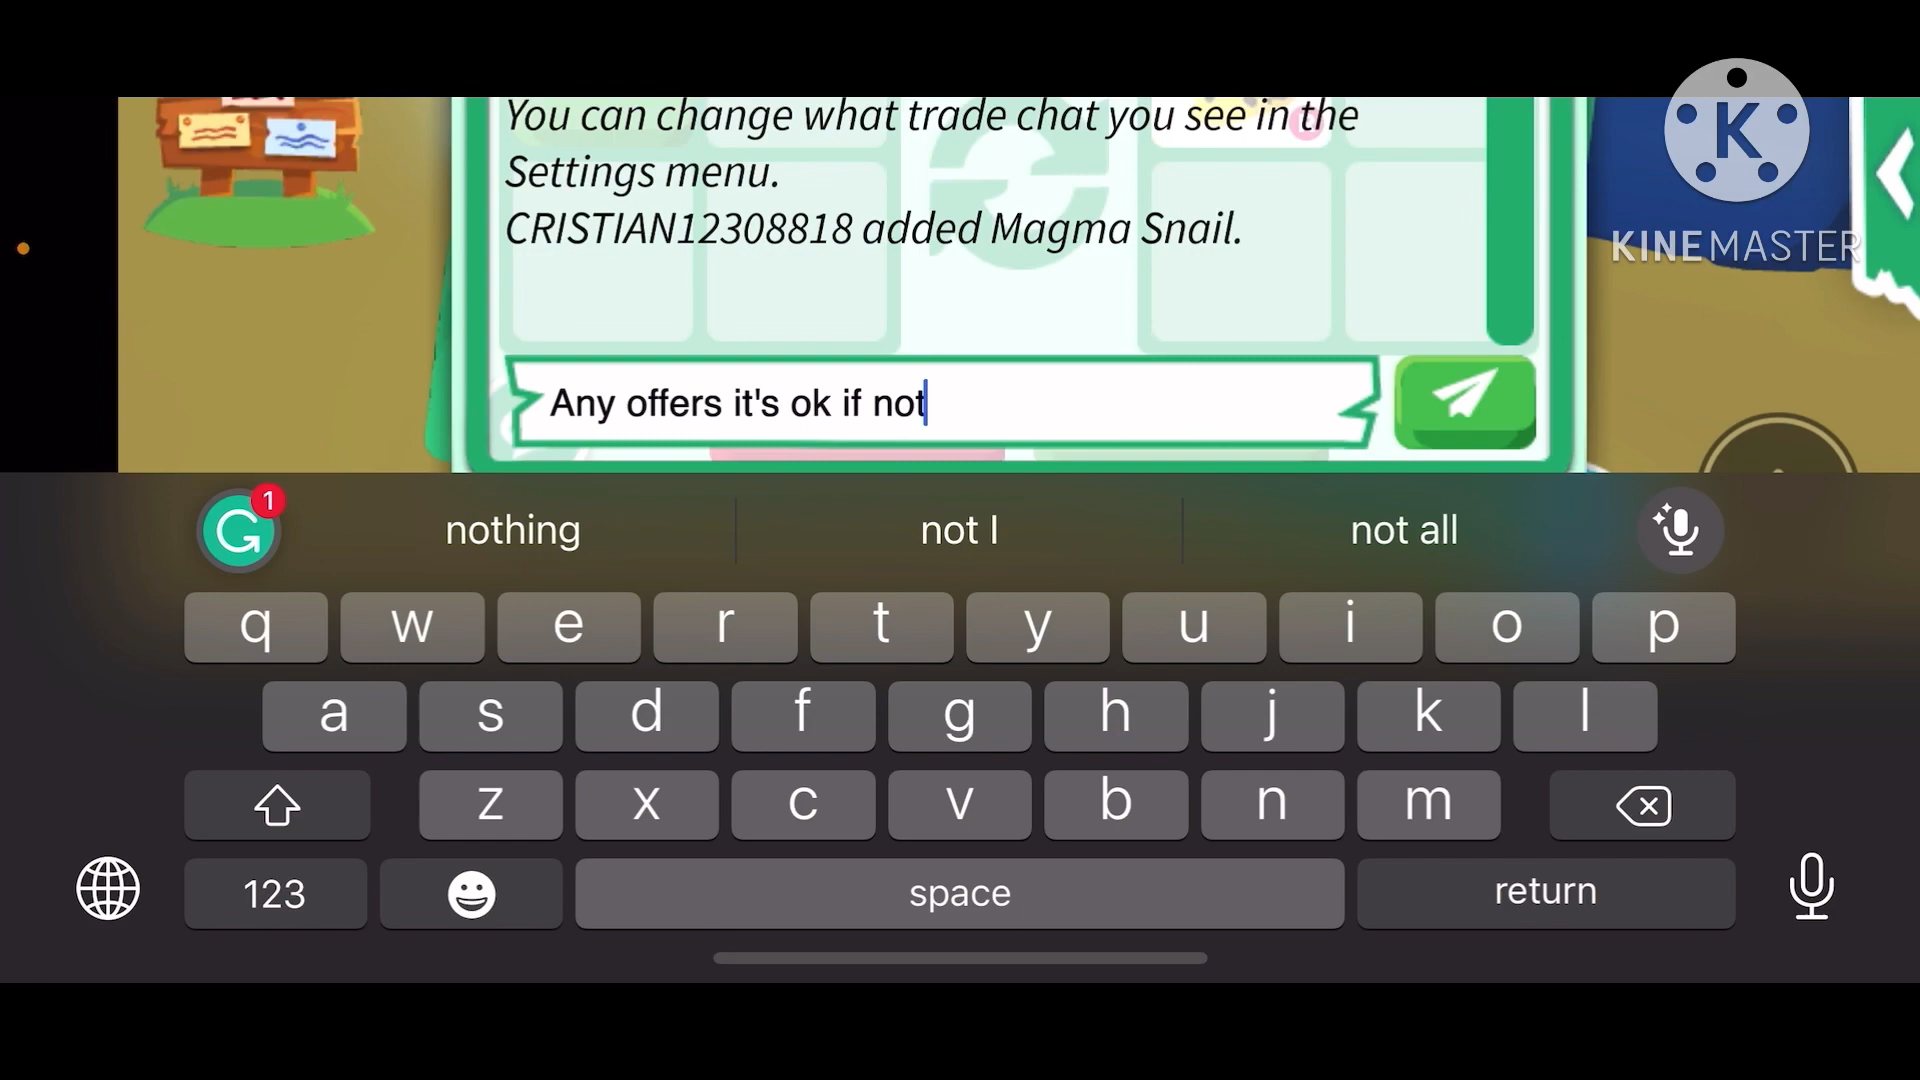 You can change what trade chat you see in the
Settings menu.
CRISTIAN12308818 added Magma Snail.
K
KINEMASTER
Any offers it's ok if not
G 1 nothing not I not all
q w e r t y u i o p
a s d f g h j k l
z x c v b n m
123 space return